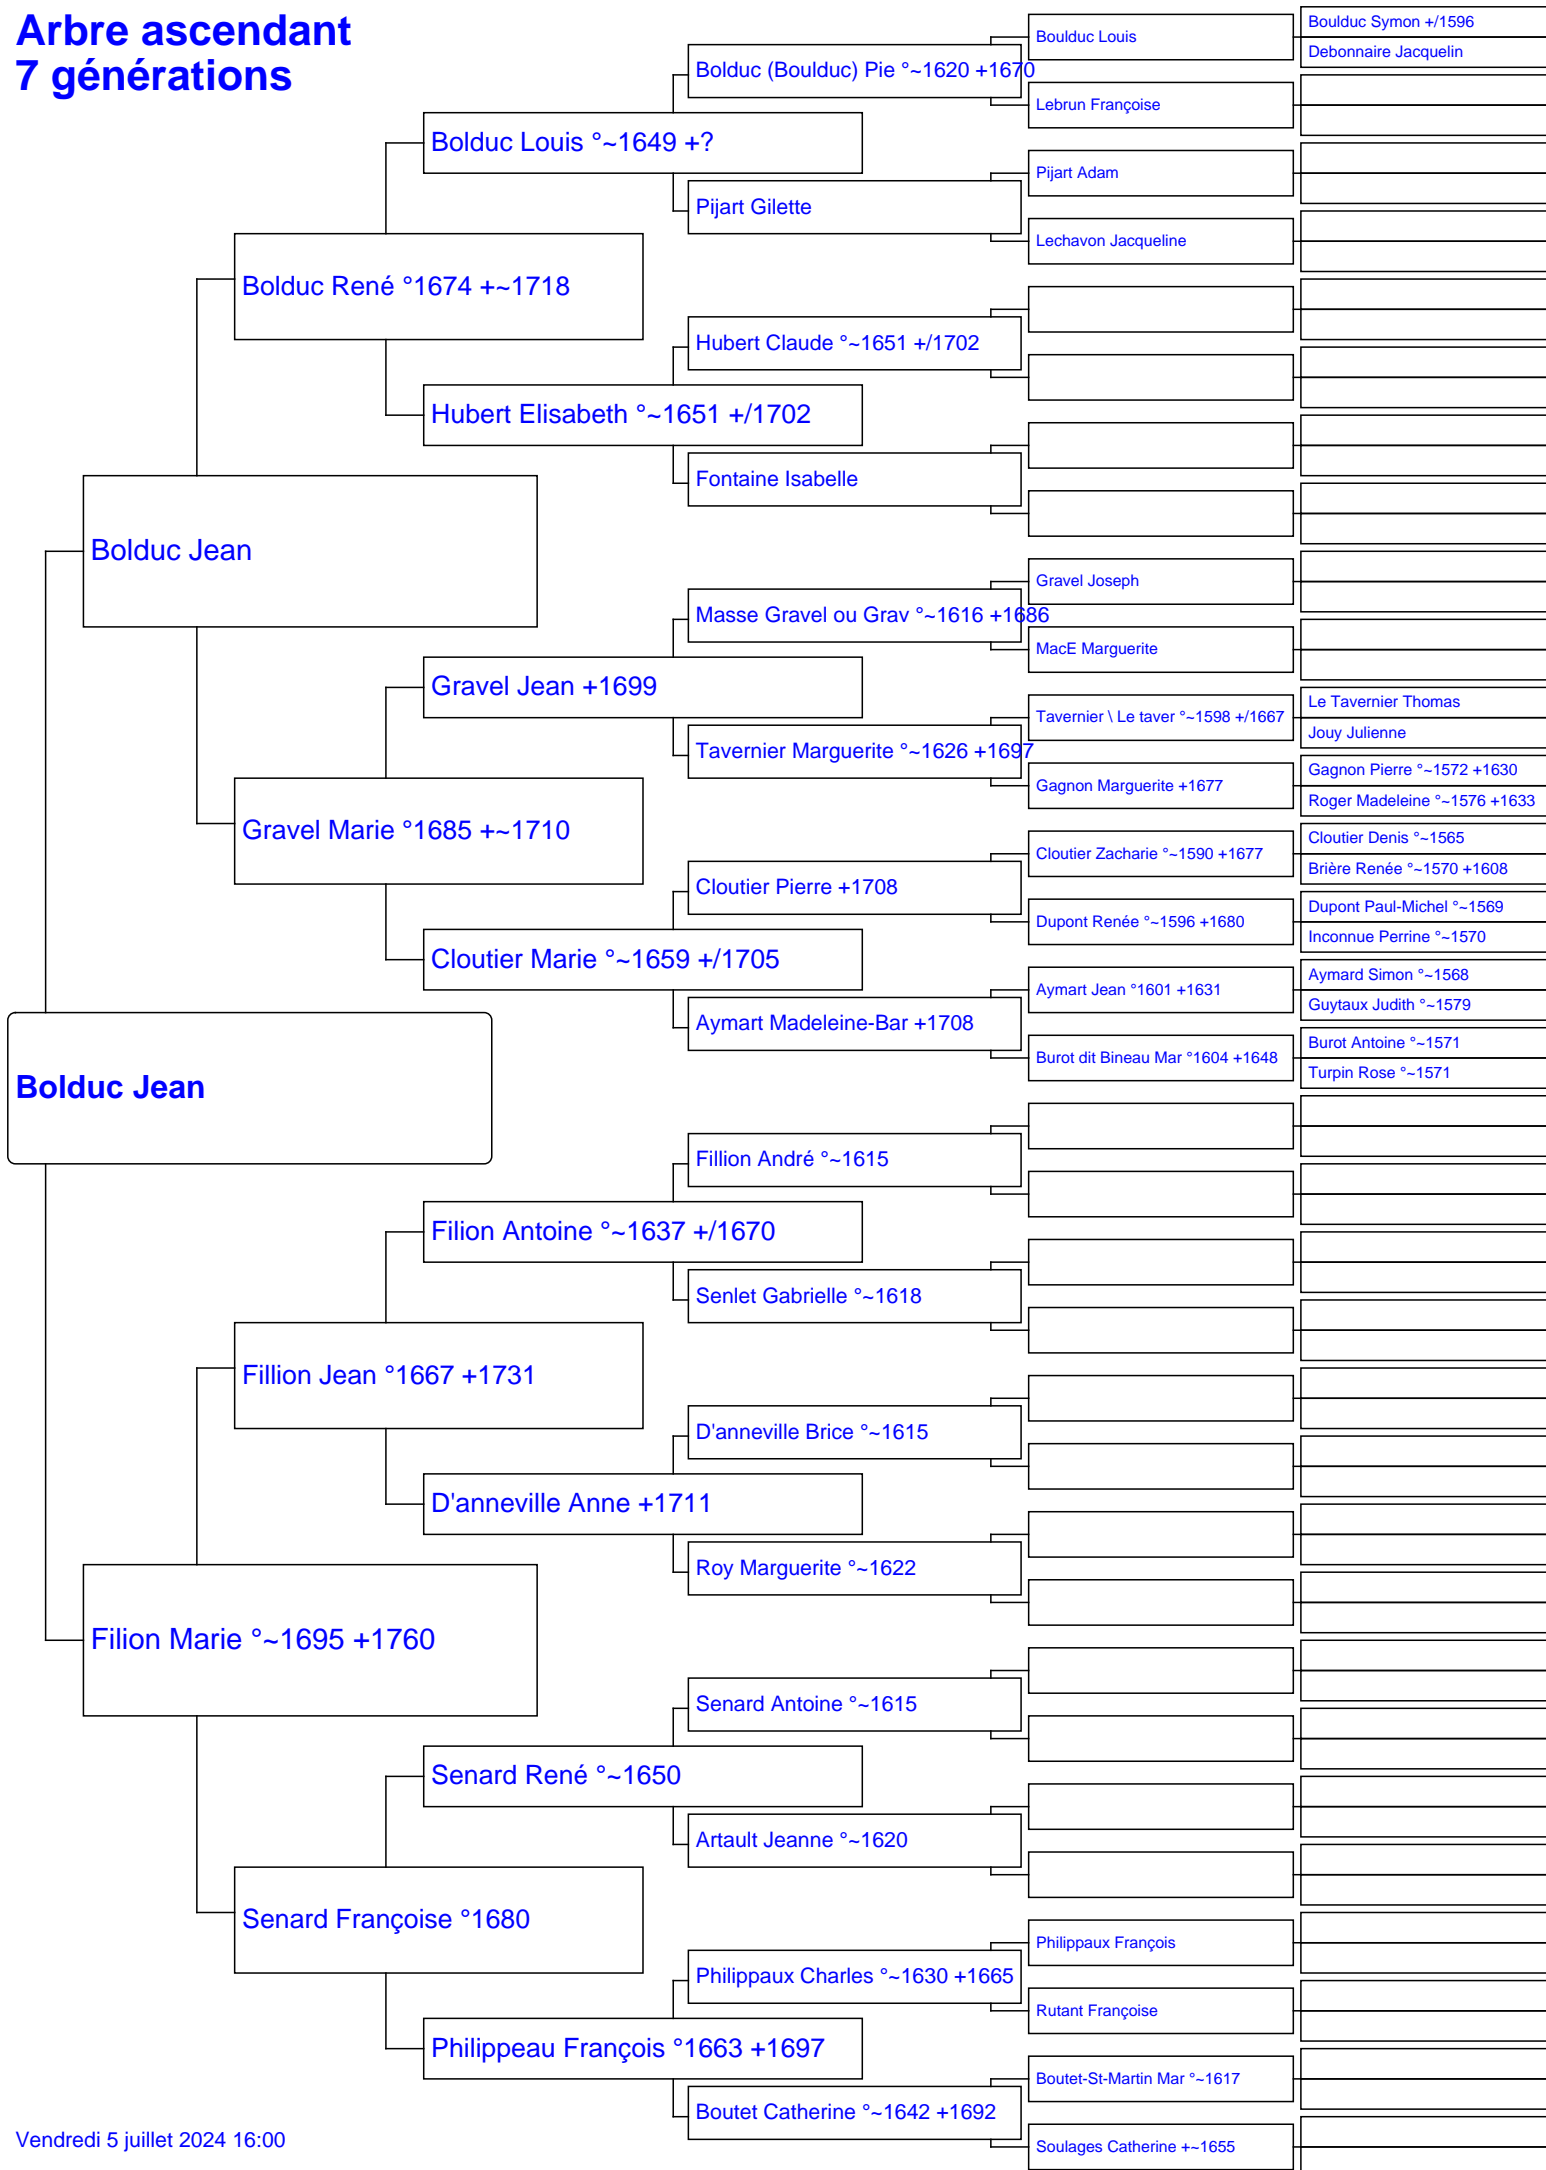 Arbre ascendant
7 générations
Boulduc Symon +/1596
Boulduc Louis
Debonnaire Jacquelin
Bolduc (Boulduc) Pie °~1620 +1670
Lebrun Françoise
Bolduc Louis °~1649 +?
Pijart Adam
Pijart Gilette
Lechavon Jacqueline
Bolduc René °1674 +~1718
Hubert Claude °~1651 +/1702
Hubert Elisabeth °~1651 +/1702
Fontaine Isabelle
Bolduc Jean
Gravel Joseph
Masse Gravel ou Grav °~1616 +1686
MacE Marguerite
Gravel Jean +1699
Le Tavernier Thomas
Tavernier \ Le taver °~1598 +/1667
Jouy Julienne
Tavernier Marguerite °~1626 +1697
Gagnon Pierre °~1572 +1630
Gagnon Marguerite +1677
Roger Madeleine °~1576 +1633
Gravel Marie °1685 +~1710
Cloutier Denis °~1565
Cloutier Zacharie °~1590 +1677
Brière Renée °~1570 +1608
Cloutier Pierre +1708
Dupont Paul-Michel °~1569
Dupont Renée °~1596 +1680
Inconnue Perrine °~1570
Cloutier Marie °~1659 +/1705
Aymard Simon °~1568
Aymart Jean °1601 +1631
Guytaux Judith °~1579
Aymart Madeleine-Bar +1708
Burot Antoine °~1571
Burot dit Bineau Mar °1604 +1648
Turpin Rose °~1571
Bolduc Jean
Fillion André °~1615
Filion Antoine °~1637 +/1670
Senlet Gabrielle °~1618
Fillion Jean °1667 +1731
D'anneville Brice °~1615
D'anneville Anne +1711
Roy Marguerite °~1622
Filion Marie °~1695 +1760
Senard Antoine °~1615
Senard René °~1650
Artault Jeanne °~1620
Senard Françoise °1680
Philippaux François
Philippaux Charles °~1630 +1665
Rutant Françoise
Philippeau François °1663 +1697
Boutet-St-Martin Mar °~1617
Boutet Catherine °~1642 +1692
Soulages Catherine +~1655
Vendredi 5 juillet 2024 16:00